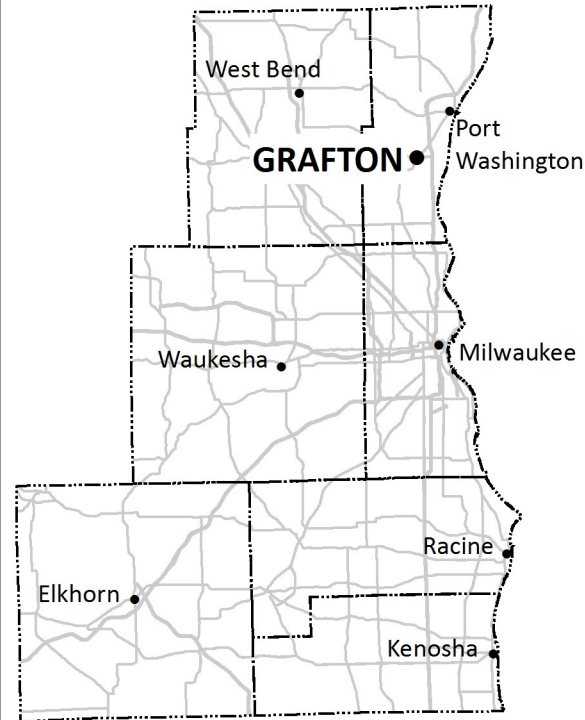 West Bend
Port
Washington
GRAFTON
Milwaukee
Waukesha
Racine
Elkhorn
Kenosha